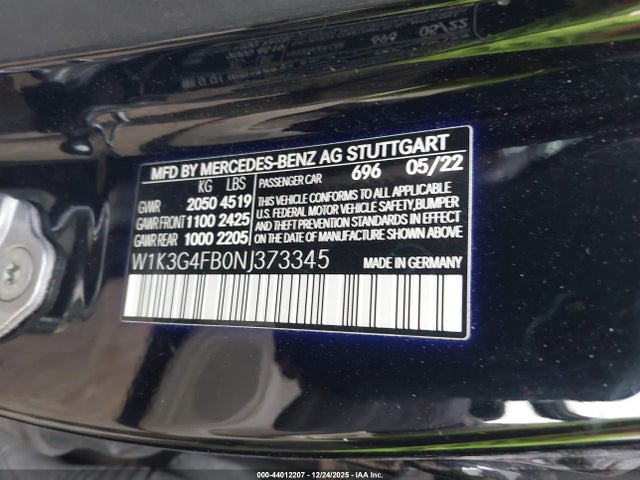 MFD BY MERCEDES-BENZ AG STUTTGART
KG LBS PASSENGER CAR 696 05/22
GVWR 2050 4519
GAWR FRONT 1100 2425
GAWR REAR 1000 2205
THIS VEHICLE CONFORMS TO ALL APPLICABLE
U.S. FEDERAL MOTOR VEHICLE SAFETY,BUMPER
AND THEFT PREVENTION STANDARDS IN EFFECT
ON THE DATE OF MANUFACTURE SHOWN ABOVE
W1K3G4FB0NJ373345 MADE IN GERMANY
000-44012207 - 12/24/2025 - IAAI.COM